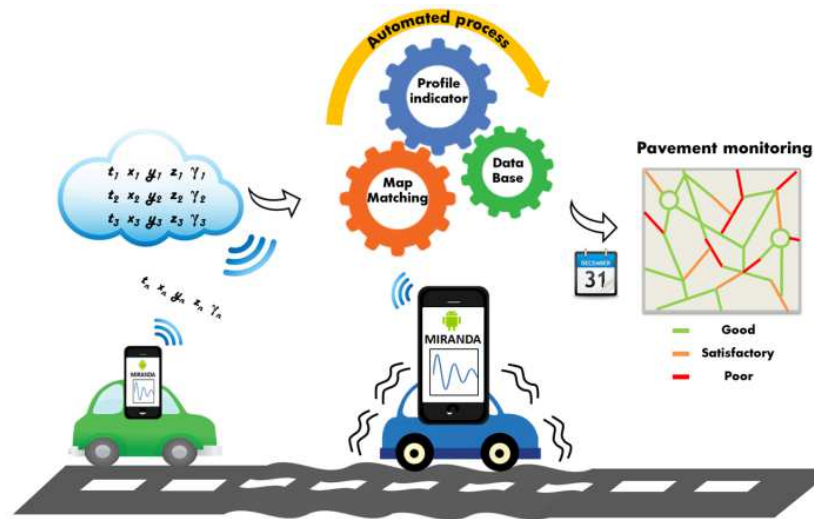 Automated process
Profile
indicator
Data
Base
Map
Matching
t₁ x₁ y₁ z₁ γ₁
t₂ x₂ y₂ z₂ γ₂
t₃ x₃ y₃ z₃ γ₃
tₙ xₙ yₙ zₙ γₙ
Pavement monitoring
DECEMBER
31
MIRANDA
MIRANDA
Good
Satisfactory
Poor